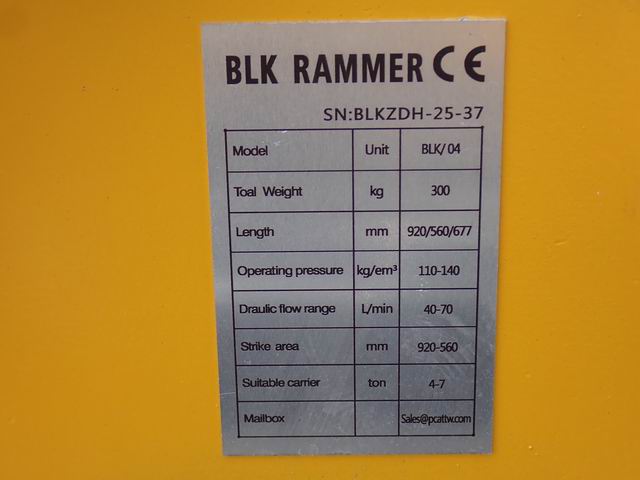 BLK RAMMER CE
SN:BLKZDH-25-37
Model Unit BLK/ 04
Toal Weight kg 300
Length mm 920/560/677
Operating pressure kg/em³ 110-140
Draulic flow range L/min 40-70
Strike area mm 920-560
Suitable carrier ton 4-7
Mailbox Sales@pcattw.com